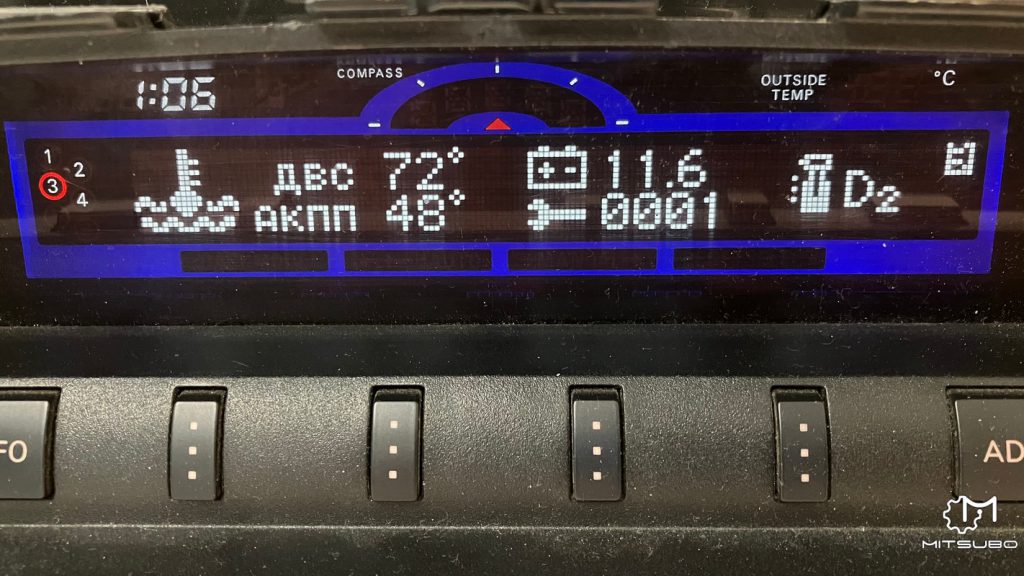 1:06
COMPASS
OUTSIDE
TEMP
°C
1
2
3
4
ДВС 72° 11.6
АКПП 48° 0001
D2
FO
AD
MITSUBO